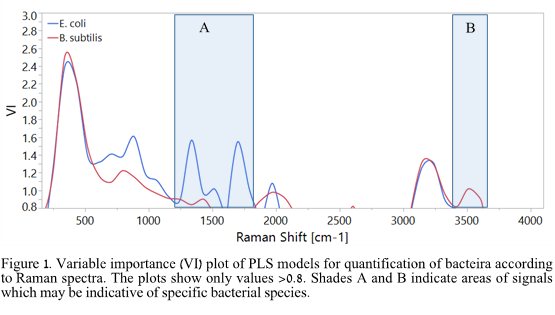 3.0
2.8
2.6
2.4
2.2
2.0
1.8
1.6
1.4
1.2
1.0
0.8
VI
E. coli
B. subtilis
A
B
500 1000 1500 2000 2500 3000 3500 4000
Raman Shift [cm-1]
Figure 1. Variable importance (VI) plot of PLS models for quantification of bacteira according
to Raman spectra. The plots show only values >0.8. Shades A and B indicate areas of signals
which may be indicative of specific bacterial species.